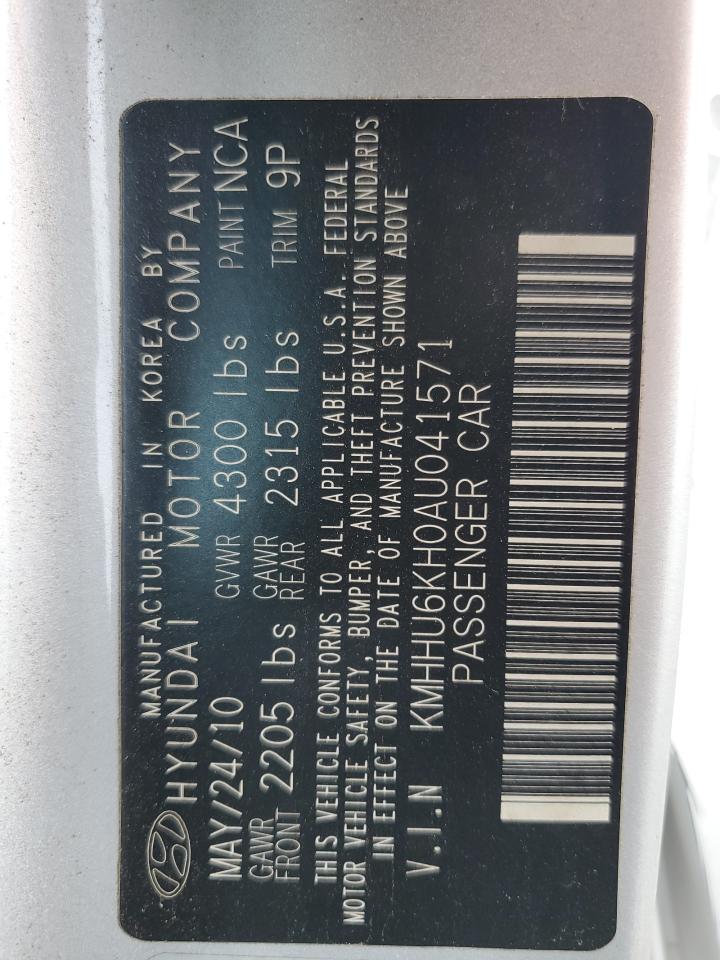 MANUFACTURED IN KOREA BY
HYUNDAI MOTOR COMPANY
MAY/24/10 GVWR 4300 lbs PAINT NCA
GAWR FRONT 2205 lbs GAWR REAR 2315 lbs TRIM 9P
THIS VEHICLE CONFORMS TO ALL APPLICABLE U.S.A. FEDERAL
MOTOR VEHICLE SAFETY, BUMPER, AND THEFT PREVENTION STANDARDS
IN EFFECT ON THE DATE OF MANUFACTURE SHOWN ABOVE
V.I.N KMHHU6KH0AU041571
PASSENGER CAR